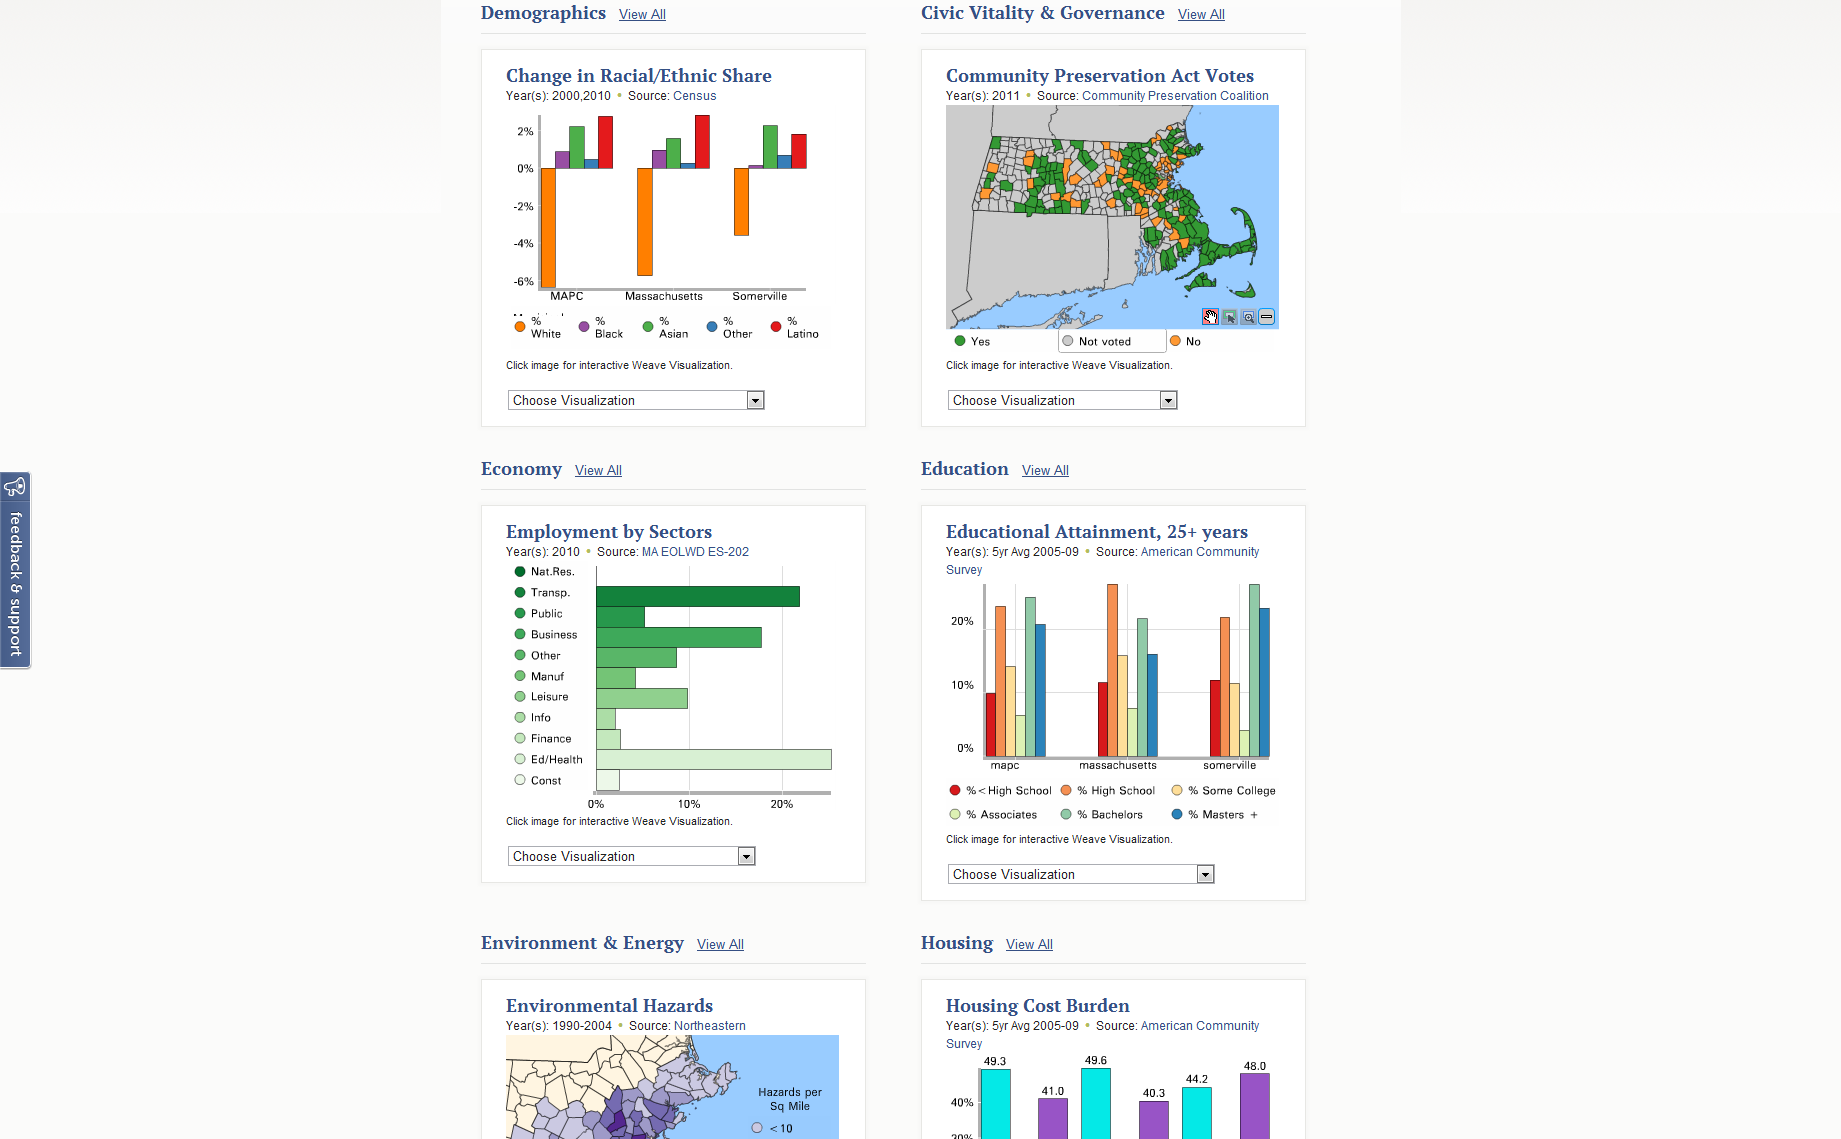 Demographics View All
Civic Vitality & Governance View All
Change in Racial/Ethnic Share
Year(s): 2000,2010 • Source: Census
2%
0%
-2%
-4%
-6%
MAPC Massachusetts Somerville
% White % Black % Asian % Other % Latino
Click image for interactive Weave Visualization.
Choose Visualization
Community Preservation Act Votes
Year(s): 2011 • Source: Community Preservation Coalition
Yes Not voted No
Click image for interactive Weave Visualization.
Choose Visualization
feedback & support
Economy View All
Education View All
Employment by Sectors
Year(s): 2010 • Source: MA EOLWD ES-202
Nat.Res.
Transp.
Public
Business
Other
Manuf
Leisure
Info
Finance
Ed/Health
Const
0% 10% 20%
Click image for interactive Weave Visualization.
Choose Visualization
Educational Attainment, 25+ years
Year(s): 5yr Avg 2005-09 • Source: American Community
Survey
20%
10%
0%
mapc massachusetts somerville
% < High School % High School % Some College
% Associates % Bachelors % Masters +
Click image for interactive Weave Visualization.
Choose Visualization
Environment & Energy View All
Housing View All
Environmental Hazards
Year(s): 1990-2004 • Source: Northeastern
Hazards per
Sq Mile
< 10
Housing Cost Burden
Year(s): 5yr Avg 2005-09 • Source: American Community
Survey
49.3 41.0 49.6 40.3 44.2 48.0
40%
30%